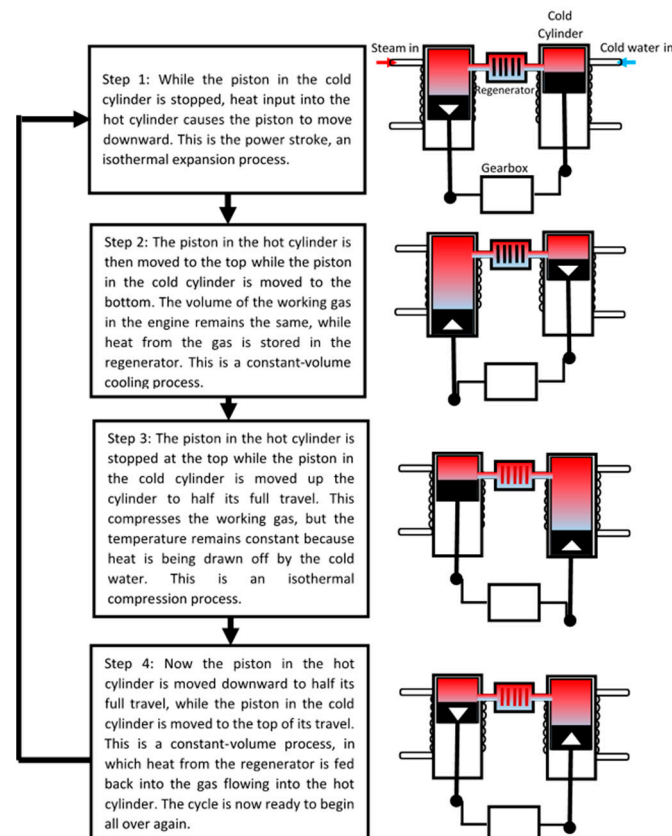 Step 1: While the piston in the cold
cylinder is stopped, heat input into the
hot cylinder causes the piston to move
downward. This is the power stroke, an
isothermal expansion process.
Steam in
Cold
Cylinder
Cold water in
Regenerator
Gearbox
Step 2: The piston in the hot cylinder is
then moved to the top while the piston
in the cold cylinder is moved to the
bottom. The volume of the working gas
in the engine remains the same, while
heat from the gas is stored in the
regenerator. This is a constant-volume
cooling process.
Step 3: The piston in the hot cylinder is
stopped at the top while the piston in
the cold cylinder is moved up the
cylinder to half its full travel. This
compresses the working gas, but the
temperature remains constant because
heat is being drawn off by the cold
water. This is an isothermal
compression process.
Step 4: Now the piston in the hot
cylinder is moved downward to half its
full travel, while the piston in the cold
cylinder is moved to the top of its travel.
This is a constant-volume process, in
which heat from the regenerator is fed
back into the gas flowing into the hot
cylinder. The cycle is now ready to begin
all over again.